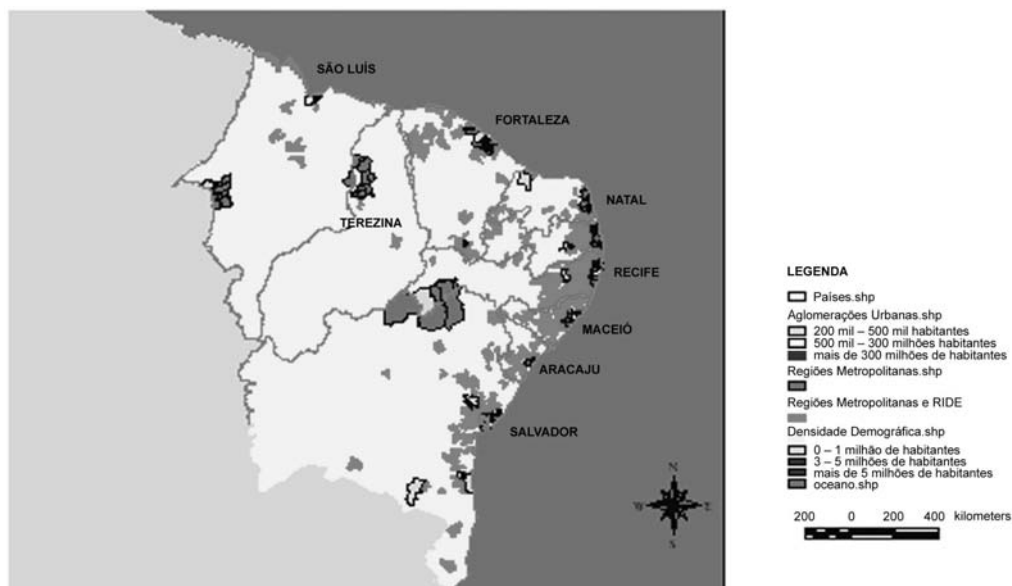 SÃO LUÍS
FORTALEZA
NATAL
TEREZINA
RECIFE
MACEIÓ
ARACAJU
SALVADOR
N
W E
S
LEGENDA
Países.shp
Aglomerações Urbanas.shp
200 mil – 500 mil habitantes
500 mil – 300 milhões habitantes
mais de 300 milhões de habitantes
Regiões Metropolitanas.shp
Regiões Metropolitanas e RIDE
Densidade Demográfica.shp
0 – 1 milhão de habitantes
3 – 5 milhões de habitantes
mais de 5 milhões de habitantes
oceano.shp
200 0 200 400 kilometers